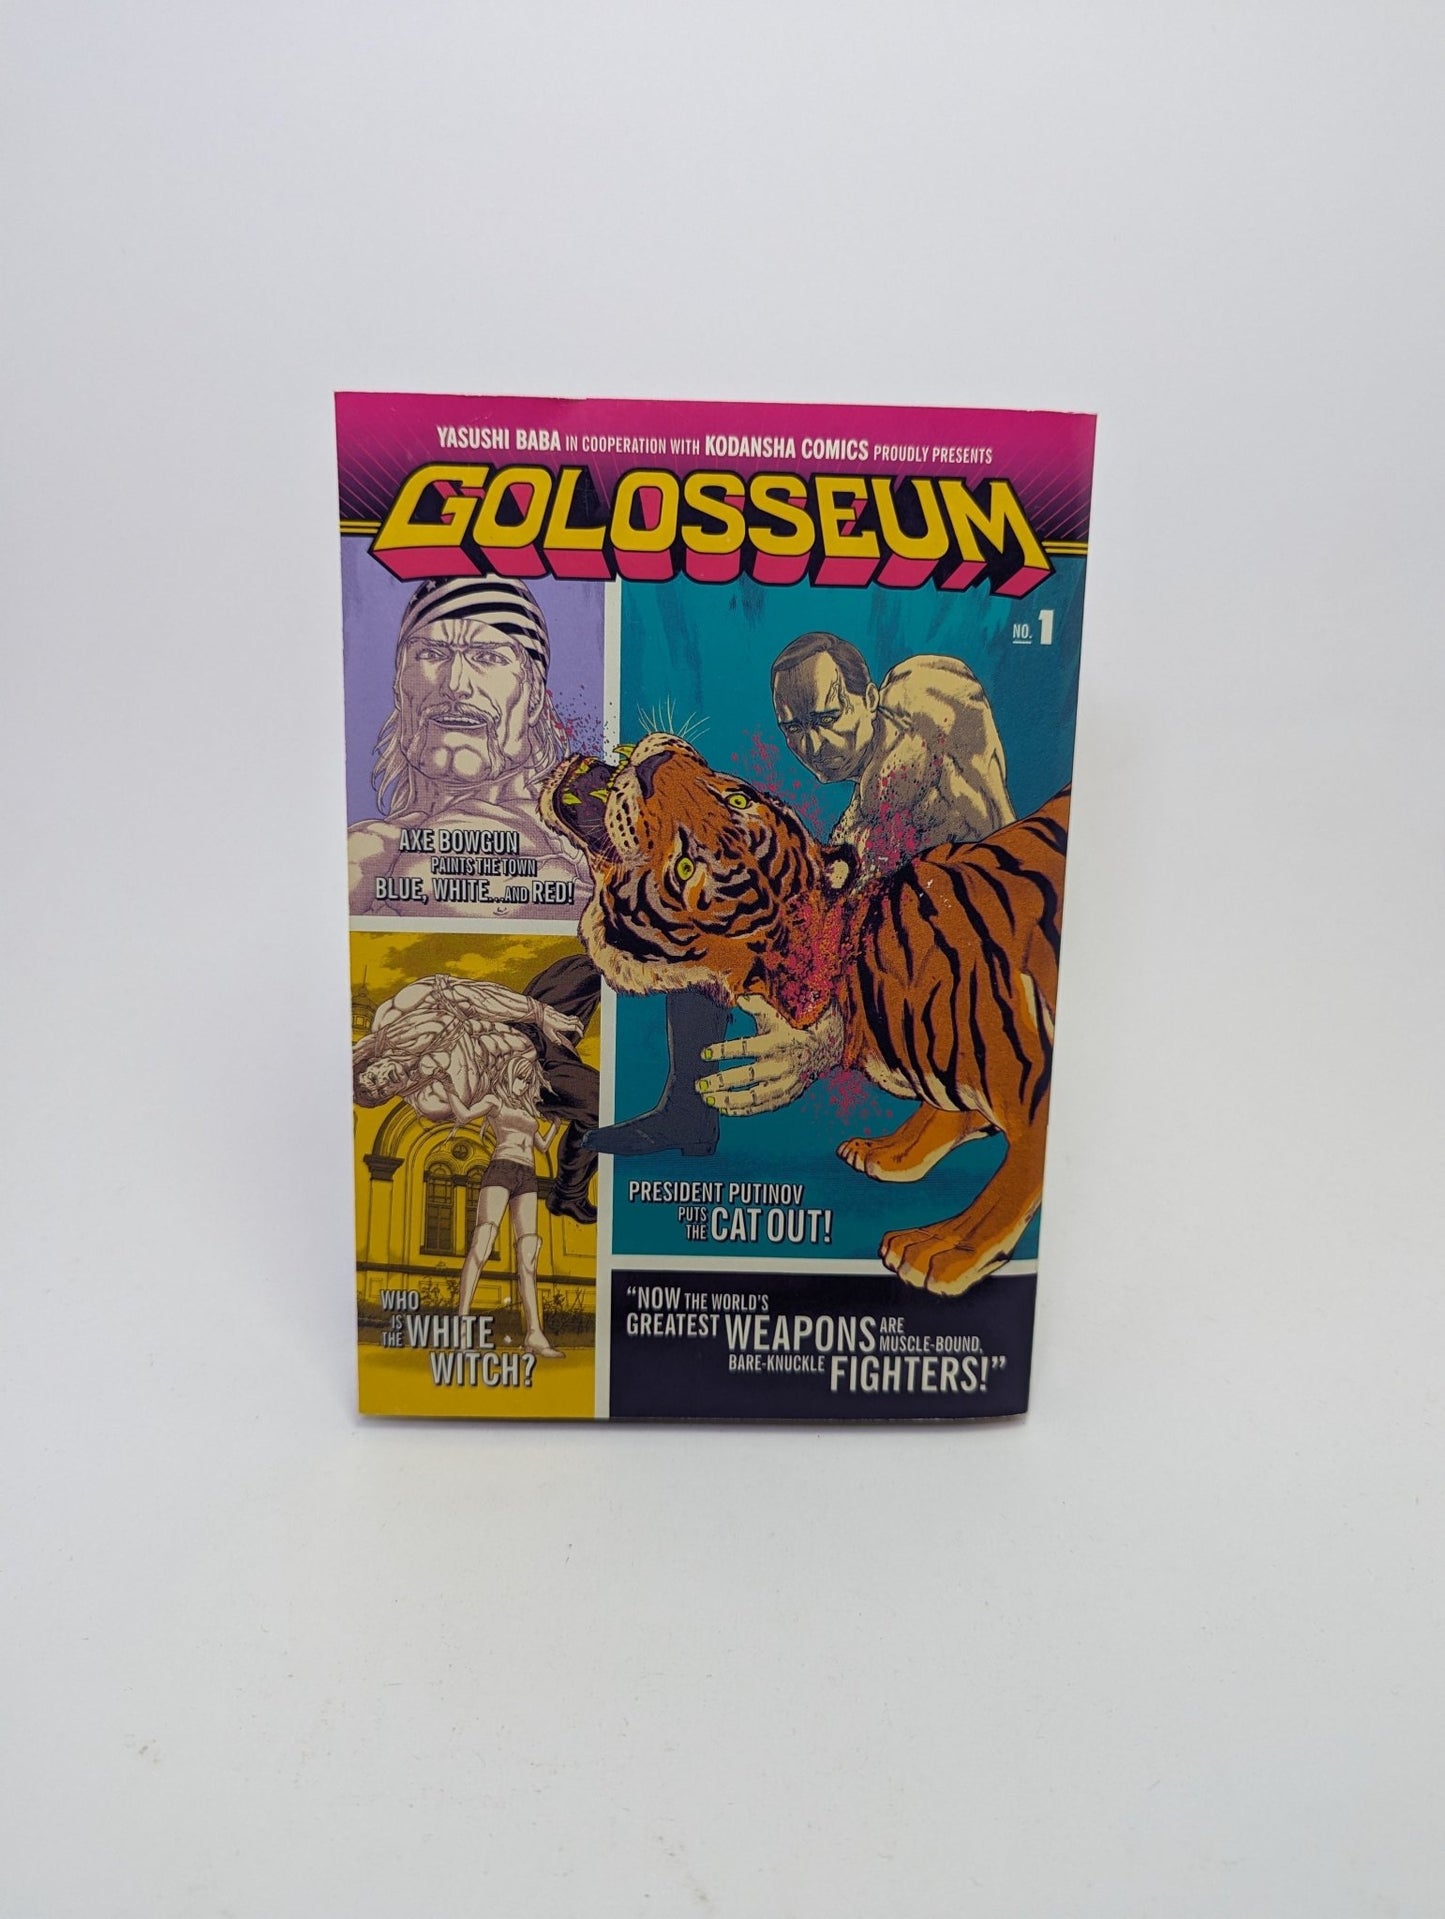 YASUSHI BABA IN COOPERATION WITH KODANSHA COMICS PROUDLY PRESENTS
GOLOSSEUM
NO. 1
AXE BOWGUN
PAINTS THE TOWN
BLUE, WHITE...AND RED!
PRESIDENT PUTINOV
PUTS
THE CAT OUT!
WHO
IS
THE WHITE
WITCH?
“NOW THE WORLD'S
GREATEST WEAPONS ARE
MUSCLE-BOUND,
BARE-KNUCKLE FIGHTERS!”